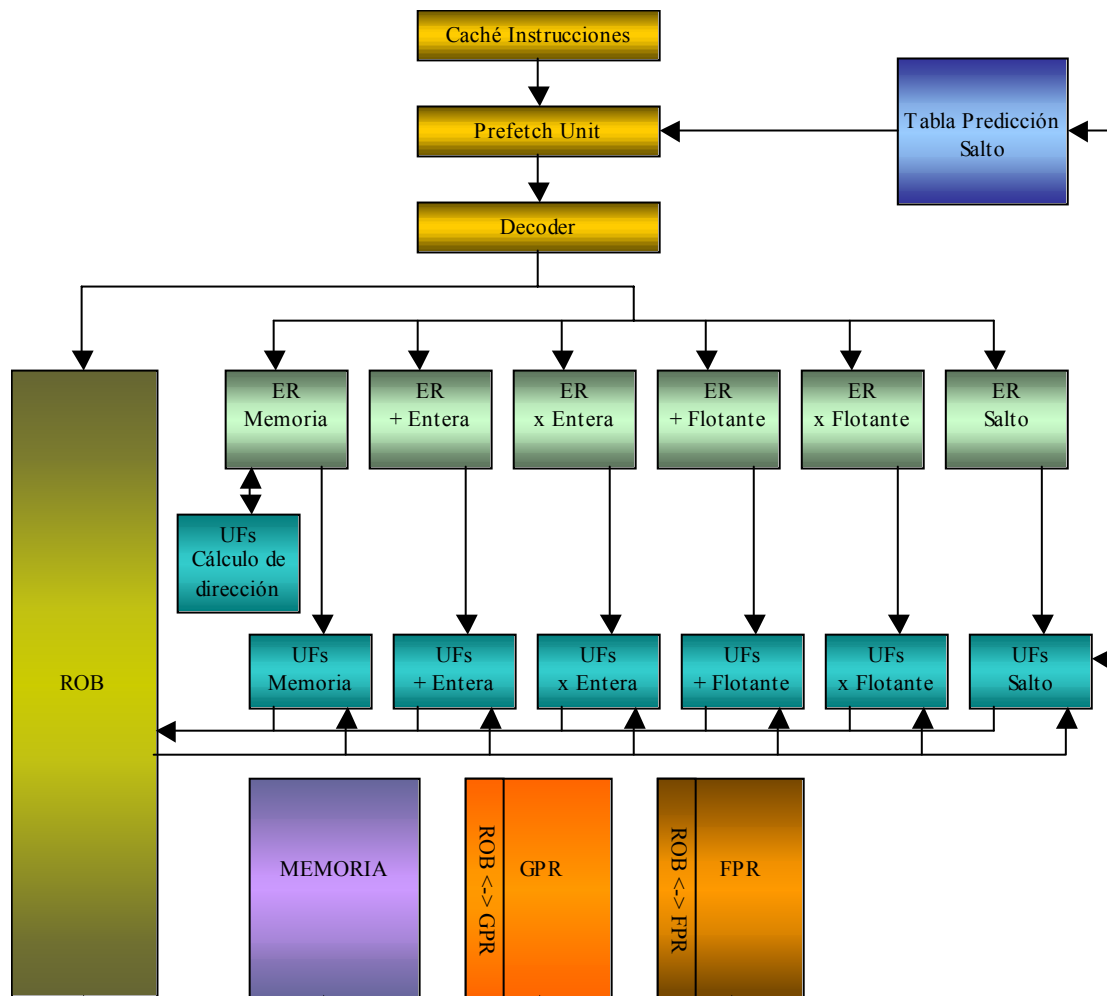 Caché Instrucciones
Prefetch Unit
Tabla Predicción
Salto
Decoder
ER
Memoria
ER
+ Entera
ER
x Entera
ER
+ Flotante
ER
x Flotante
ER
Salto
UFs
Cálculo de
dirección
ROB
UFs
Memoria
UFs
+ Entera
UFs
x Entera
UFs
+ Flotante
UFs
x Flotante
UFs
Salto
MEMORIA
ROB <-> GPR
GPR
ROB <-> FPR
FPR